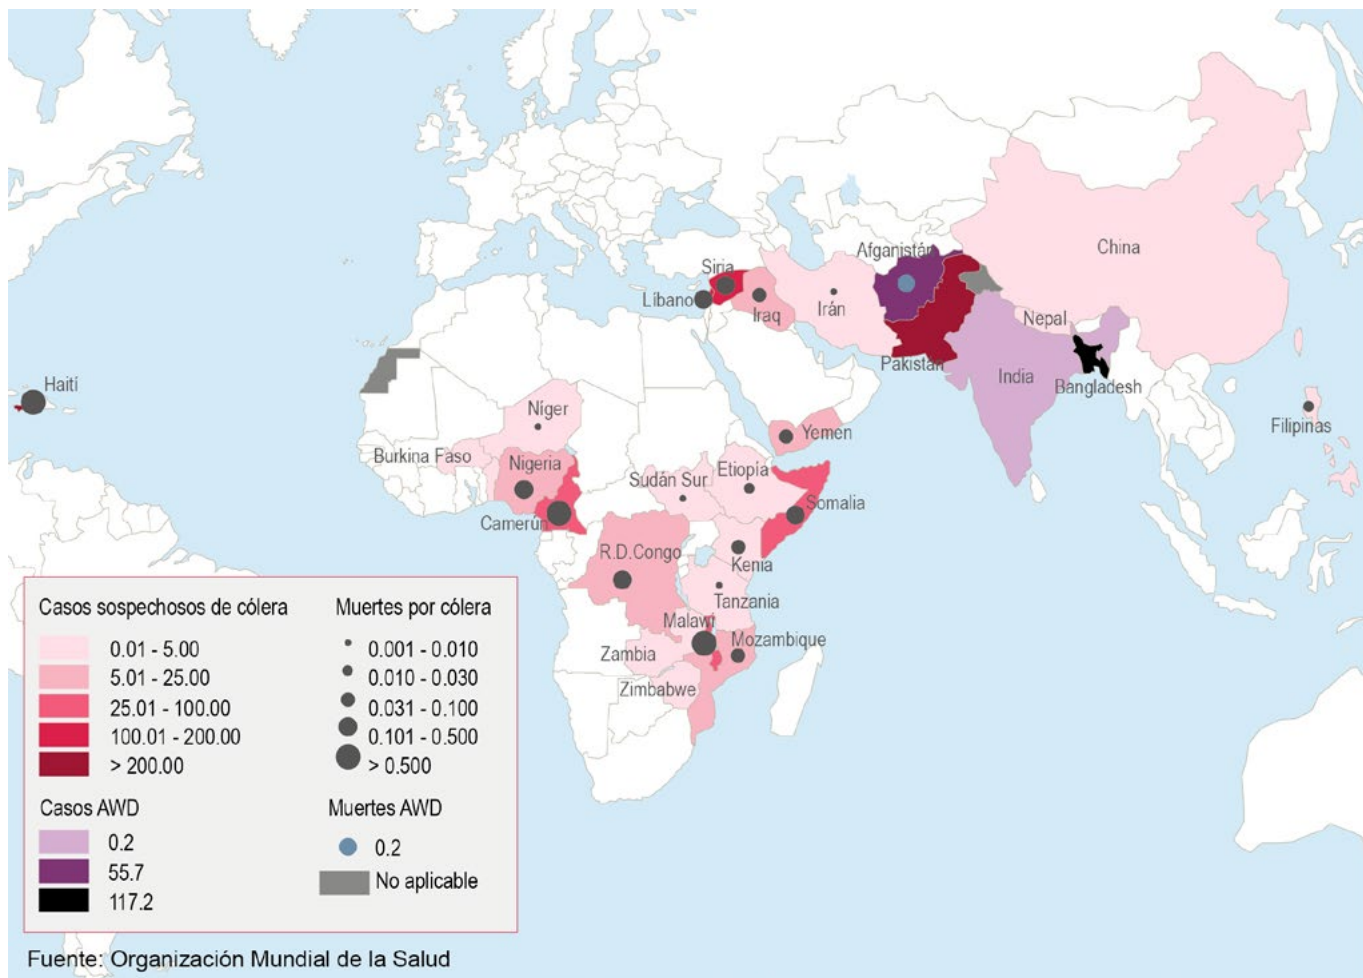 China
Afganistán
Siria
Líbano
Iraq
Irán
Nepal
Pakistán
India
Bangladesh
Haití
Níger
Filipinas
Yemen
Burkina Faso
Nigeria
Etiopía
Sudán Sur
Somalia
Camerún
R.D.Congo
Kenia
Tanzania
Malawi
Mozambique
Zambia
Zimbabwe
Casos sospechosos de cólera
0.01 - 5.00
5.01 - 25.00
25.01 - 100.00
100.01 - 200.00
> 200.00
Casos AWD
0.2
55.7
117.2
Muertes por cólera
0.001 - 0.010
0.010 - 0.030
0.031 - 0.100
0.101 - 0.500
> 0.500
Muertes AWD
0.2
No aplicable
Fuente: Organización Mundial de la Salud